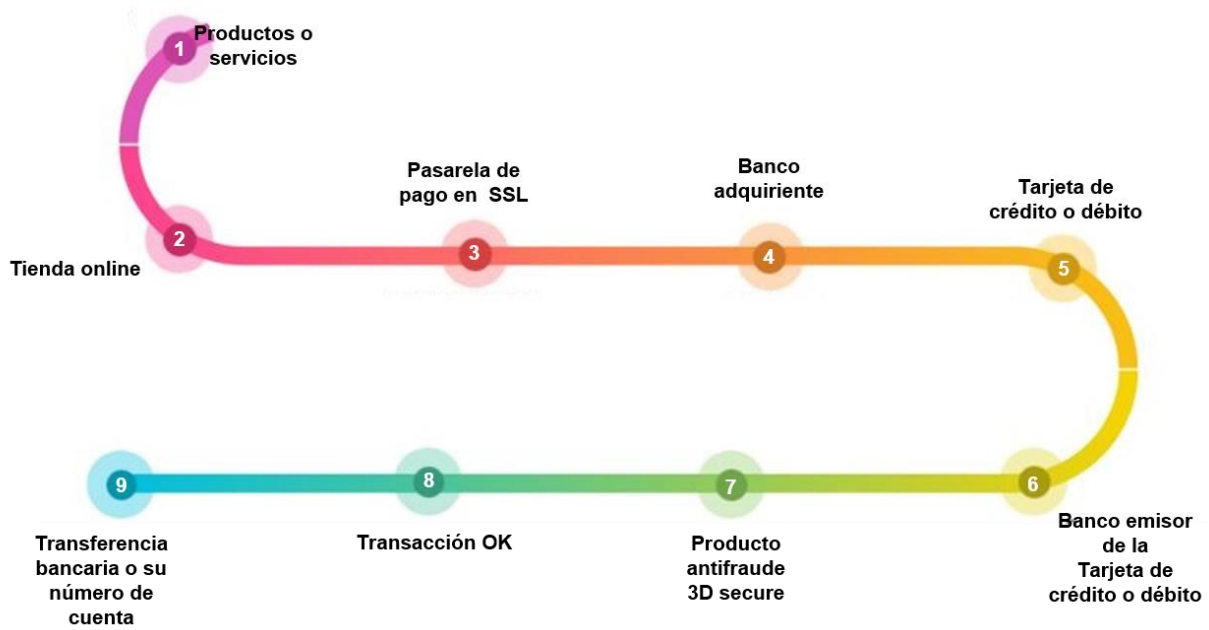 1
Productos o
servicios
2
Tienda online
3
Pasarela de
pago en SSL
4
Banco
adquiriente
5
Tarjeta de
crédito o débito
6
Banco emisor
de la
Tarjeta de
crédito o débito
7
Producto
antifraude
3D secure
8
Transacción OK
9
Transferencia
bancaria o su
número de
cuenta